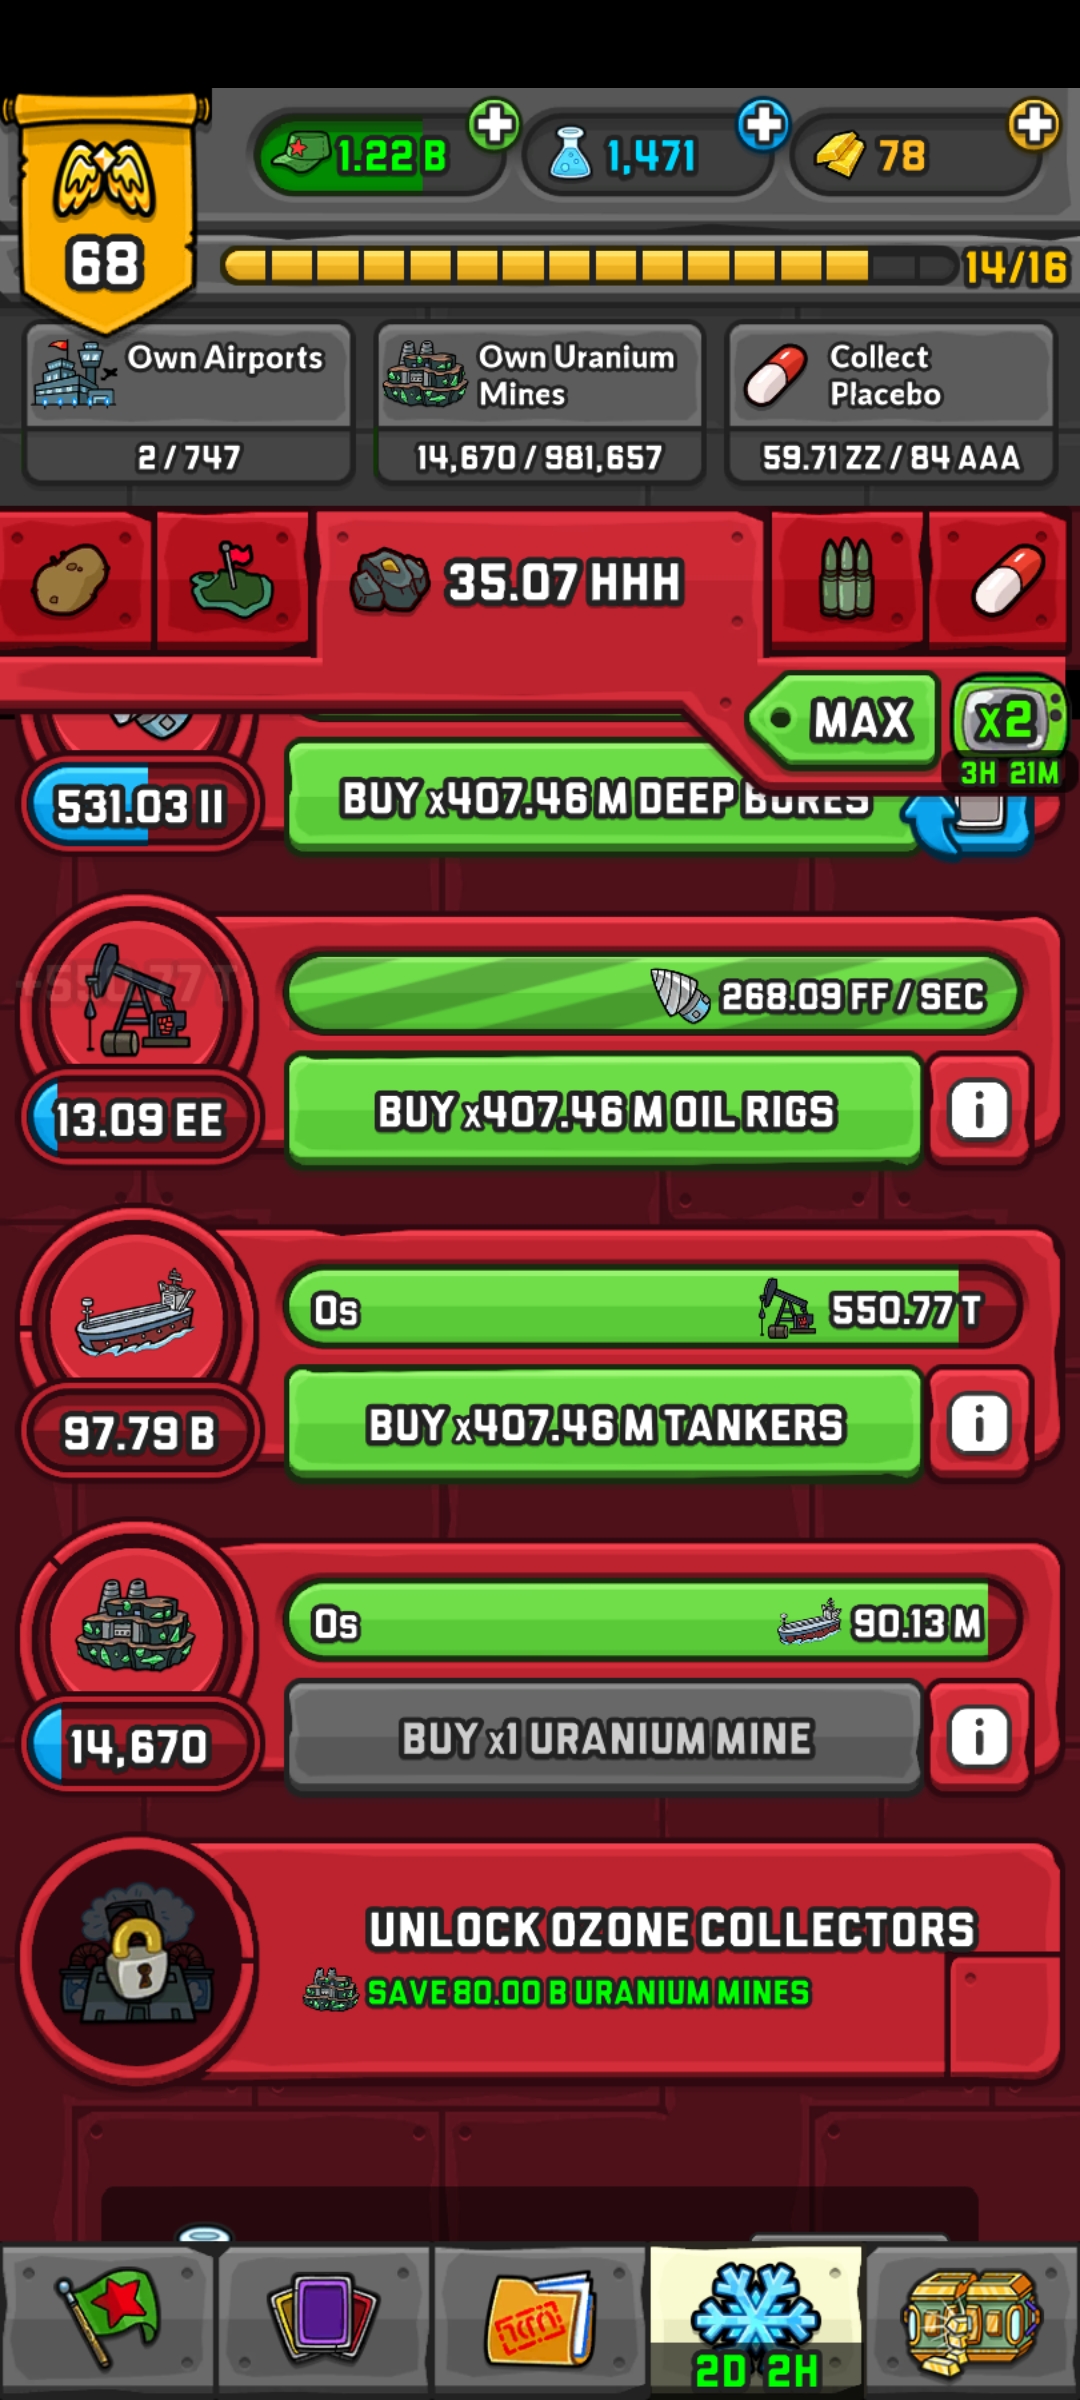 1.22 B
1,471
78
68
14/16
Own Airports
2 / 747
Own Uranium
Mines
14,670 / 981,657
Collect
Placebo
59.71 ZZ / 84 AAA
35.07 HHH
MAX
x2
3H 21M
531.03 II
BUY x407.46 M DEEP BORES
+550.77 T
268.09 FF / SEC
13.09 EE
BUY x407.46 M OIL RIGS
0s
550.77 T
97.79 B
BUY x407.46 M TANKERS
0s
90.13 M
14,670
BUY x1 URANIUM MINE
UNLOCK OZONE COLLECTORS
SAVE 80.00 B URANIUM MINES
2D 2H